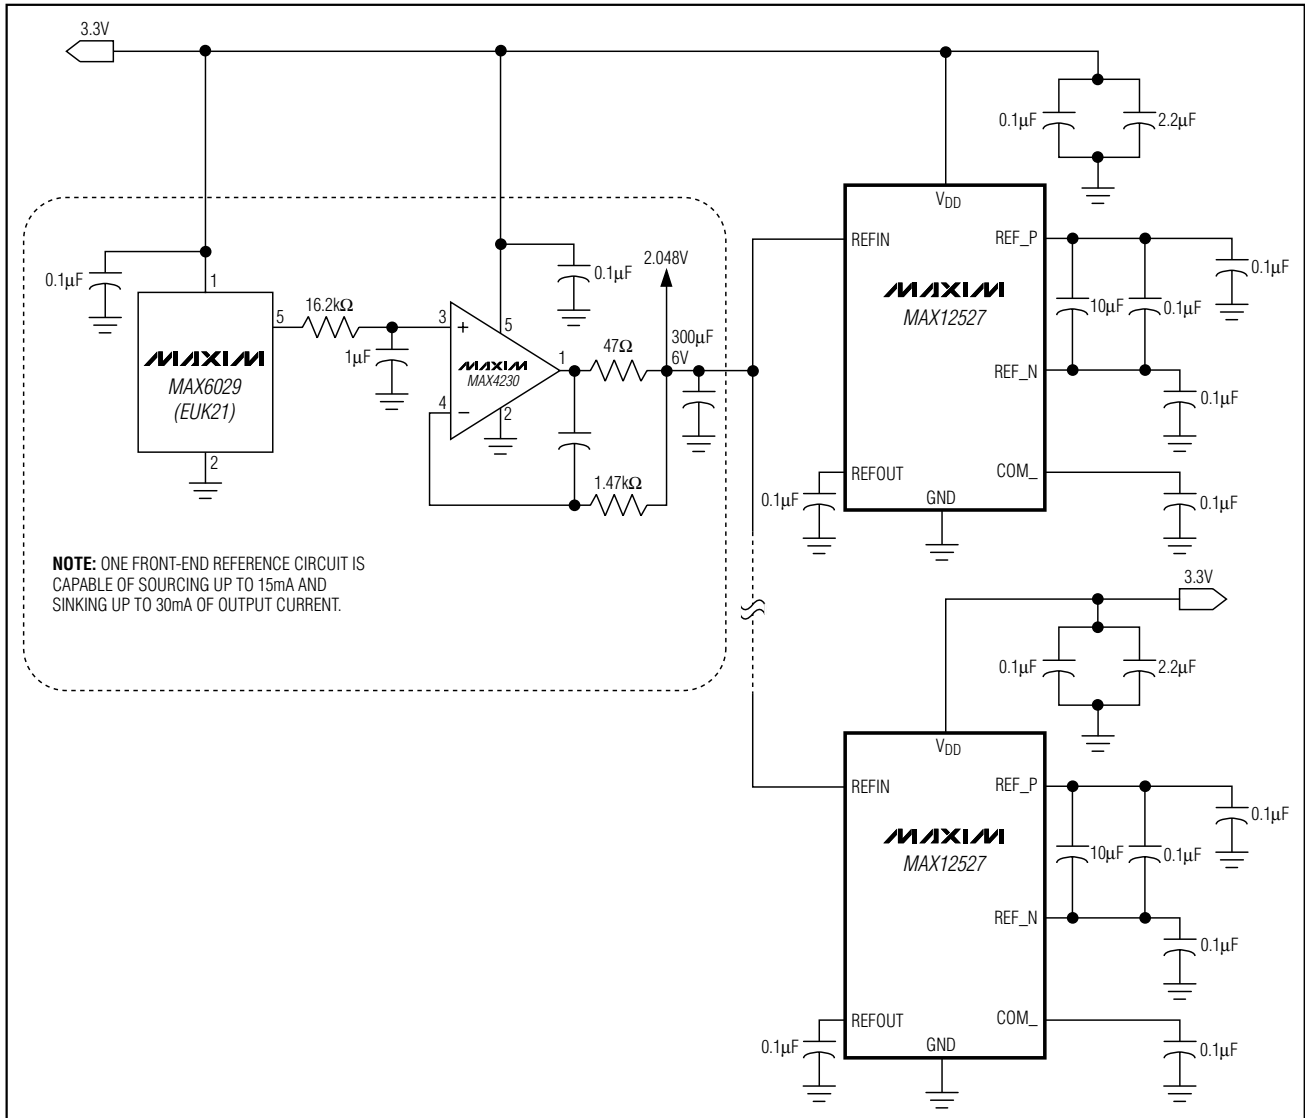 3.3V
0.1µF
2.2µF
VDD
REFIN
REF_P
0.1µF
MAXIM
MAX12527
10µF
0.1µF
REF_N
0.1µF
REFOUT
COM_
0.1µF
GND
0.1µF
0.1µF
1
5
16.2kΩ
MAXIM
MAX6029
(EUK21)
2
1µF
3
+
5
0.1µF
MAXIM
MAX4230
1
4
−
2
47Ω
2.048V
300µF
6V
1.47kΩ
NOTE: ONE FRONT-END REFERENCE CIRCUIT IS
CAPABLE OF SOURCING UP TO 15mA AND
SINKING UP TO 30mA OF OUTPUT CURRENT.
3.3V
0.1µF
2.2µF
VDD
REFIN
REF_P
0.1µF
MAXIM
MAX12527
10µF
0.1µF
REF_N
0.1µF
REFOUT
COM_
0.1µF
GND
0.1µF